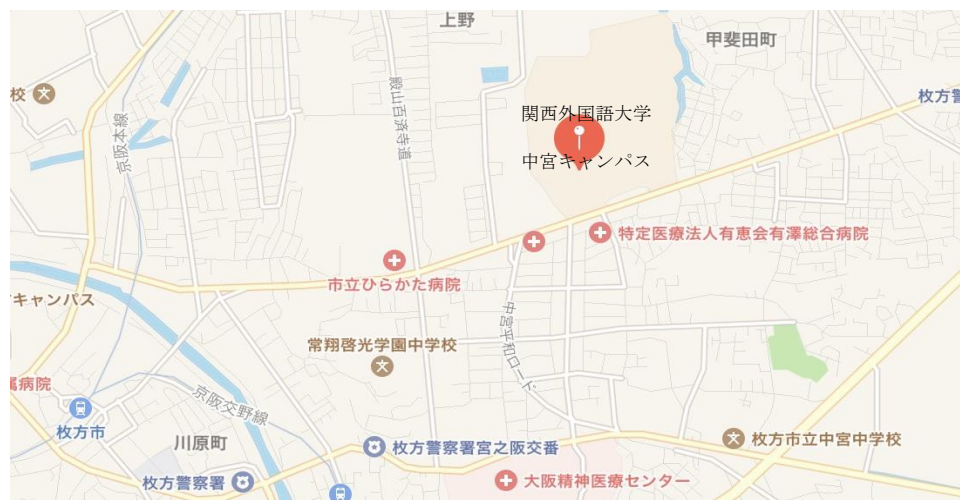 上野
甲斐田町
校
枚方警
京阪本線
殿山百済寺道
関西外国語大学
中宮キャンパス
特定医療法人有恵会有澤総合病院
市立ひらかた病院
キャンパス
中宮平和ロード
常翔啓光学園中学校
属病院
京阪交野線
枚方市
川原町
枚方警察署宮之阪交番
枚方市立中宮中学校
枚方警察署
大阪精神医療センター